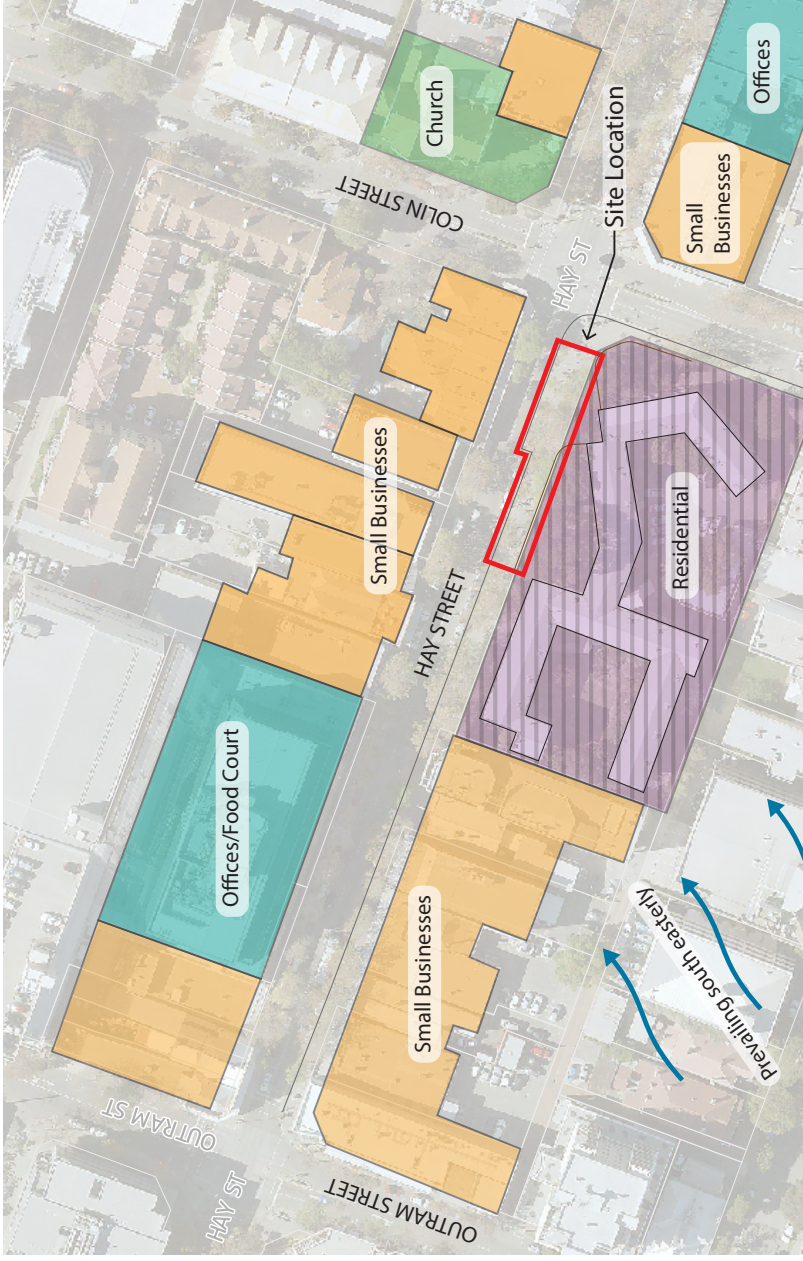 OUTRAM ST
HAY ST
OUTRAM STREET
Offices/Food Court
Small Businesses
HAY STREET
Small Businesses
COLIN STREET
Church
HAY ST
Site Location
Small
Businesses
Offices
Residential
Prevailing south easterly